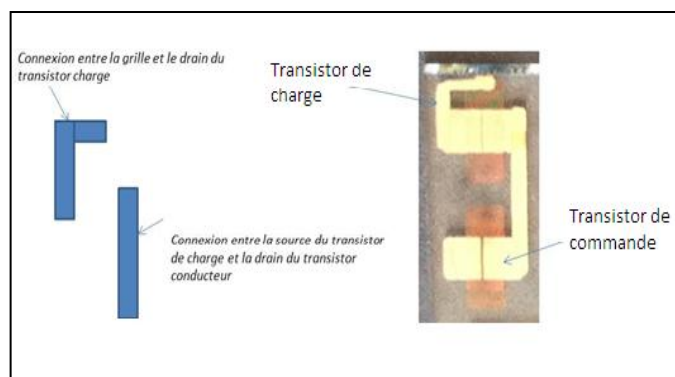 Connexion entre la grille et le drain du
transistor charge
Connexion entre la source du transistor
de charge et la drain du transistor
conducteur
Transistor de
charge
Transistor de
commande